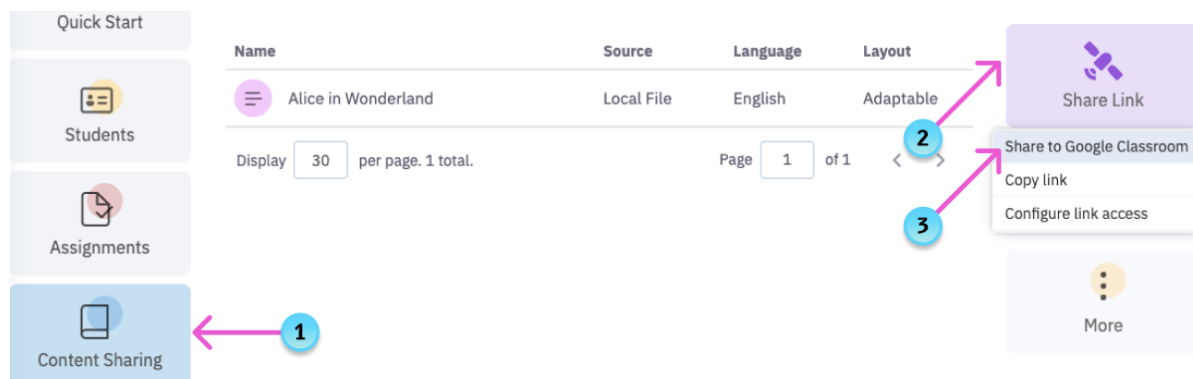 Quick Start
Students
Assignments
Content Sharing
1
Name Source Language Layout
Alice in Wonderland Local File English Adaptable
Display 30 per page. 1 total. Page 1 of 1 < >
2
3
Share Link
Share to Google Classroom
Copy link
Configure link access
More